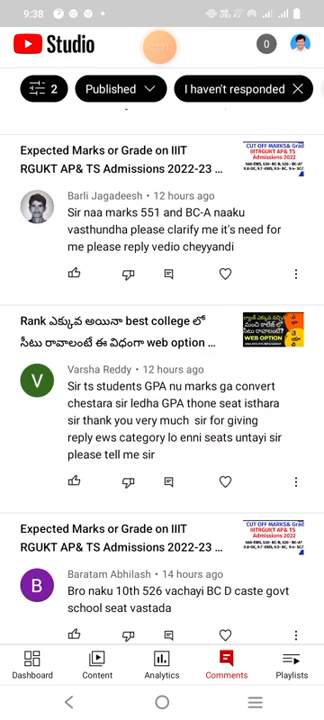 9:38
Studio
0
2
Published
I haven't responded
Expected Marks or Grade on IIIT
RGUKT AP& TS Admissions 2022-23 ...
CUT OFF MARKS& Grad
IIITRGUKT AP& TS
Admissions 2022
Barli Jagadeesh • 12 hours ago
Sir naa marks 551 and BC-A naaku
vasthundha please clarify me it's need for
me please reply vedio cheyyandi
Rank ఎక్కువ అయినా best college లో
సీటు రావాలంటే ఈ విధంగా web option ...
WEB OPTION
V
Varsha Reddy • 12 hours ago
Sir ts students GPA nu marks ga convert
chestara sir ledha GPA thone seat isthara
sir thank you very much sir for giving
reply ews category lo enni seats untayi sir
please tell me sir
Expected Marks or Grade on IIIT
RGUKT AP& TS Admissions 2022-23 ...
CUT OFF MARKS& Grad
IIITRGUKT AP& TS
Admissions 2022
B
Baratam Abhilash • 14 hours ago
Bro naku 10th 526 vachayi BC D caste govt
school seat vastada
Dashboard
Content
Analytics
Comments
Playlists